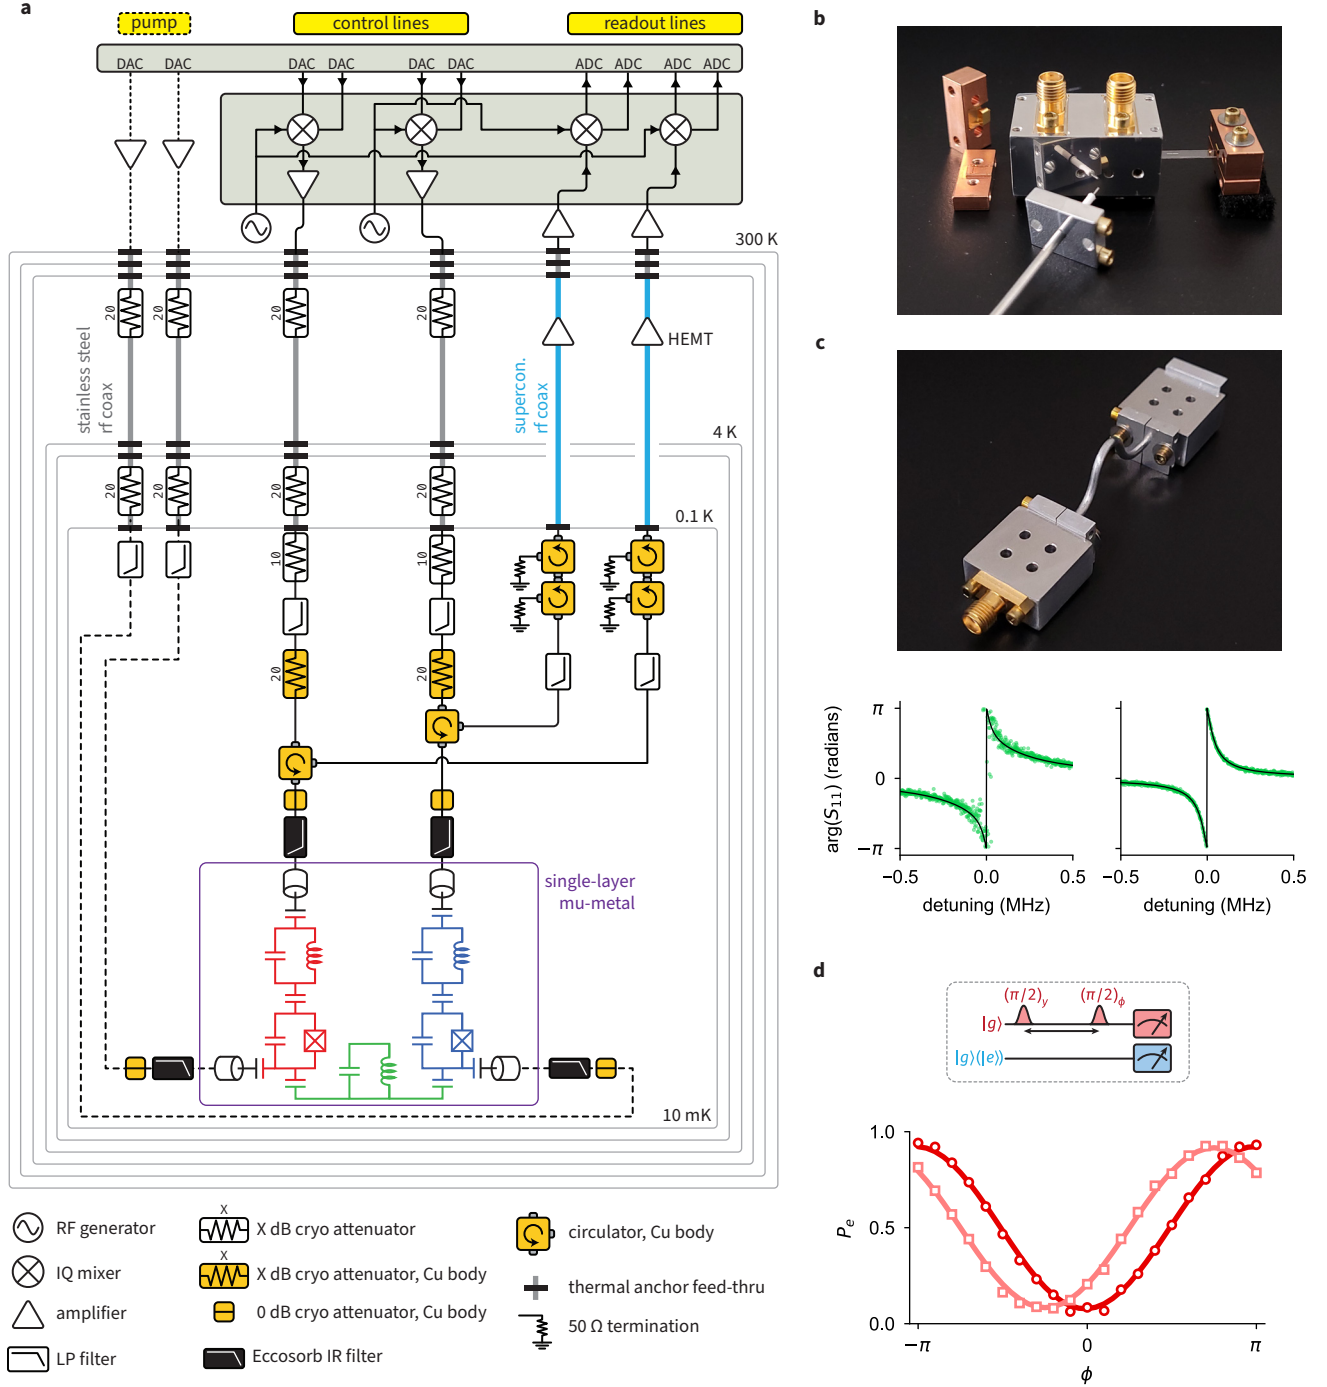 a
pump
control lines
readout lines
DAC DAC DAC DAC DAC DAC ADC ADC ADC ADC
300 K
20 20 20 20
HEMT
stainless steel
rf coax
supercon.
rf coax
4 K
20 20 20 20
0.1 K
10 10
20 20
single-layer
mu-metal
10 mK
RF generator
IQ mixer
amplifier
LP filter
X
X dB cryo attenuator
X
X dB cryo attenuator, Cu body
0 dB cryo attenuator, Cu body
Eccosorb IR filter
circulator, Cu body
thermal anchor feed-thru
50 Ω termination
b
c
arg(S₁₁) (radians)
π
0
−π
−0.5 0.0 0.5
detuning (MHz)
−0.5 0.0 0.5
detuning (MHz)
d
(π/2)y (π/2)ϕ
|g⟩
|g⟩(|e⟩)
Pe
1.0
0.5
0.0
−π 0 π
ϕ